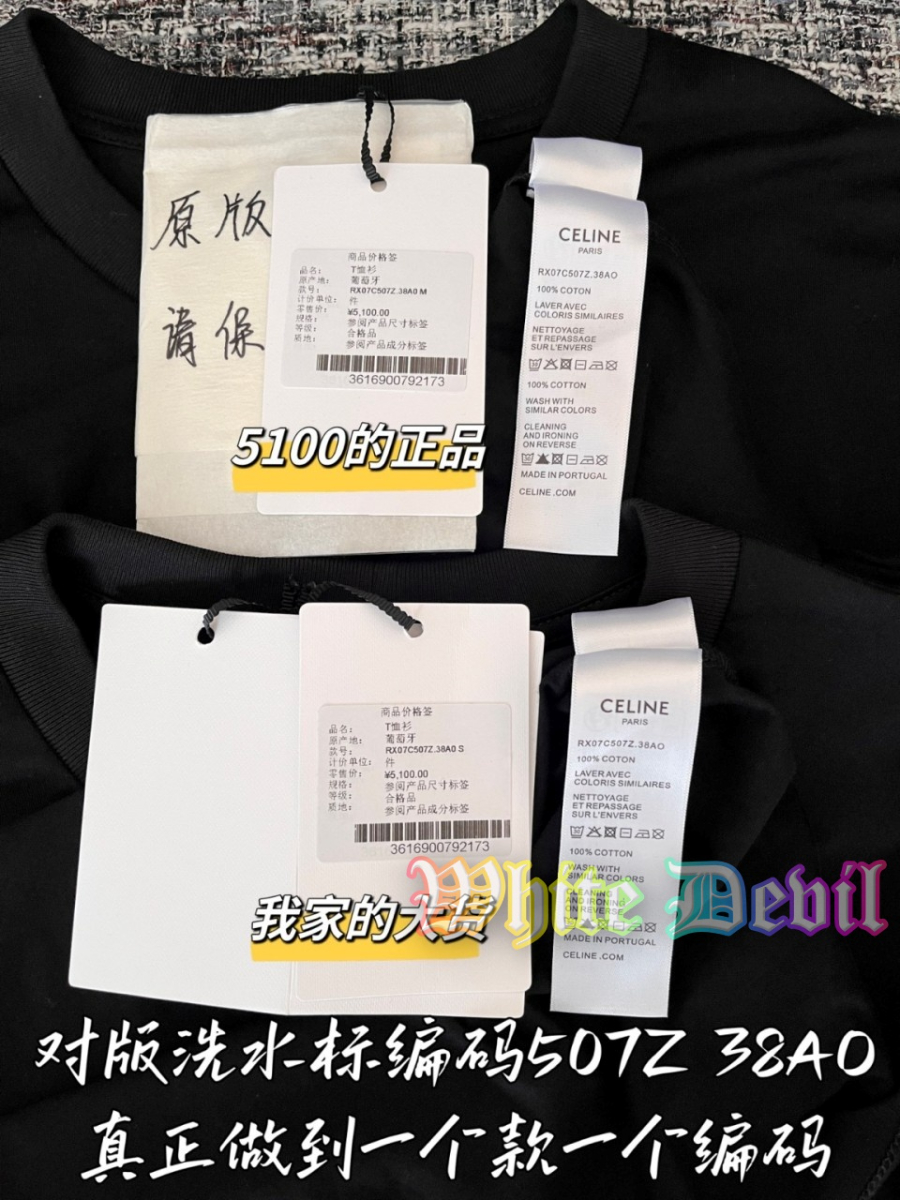 原版
请保
商品价格签
品名： T恤衫
原产地： 葡萄牙
款号： RX07C507Z.38A0 M
计价单位： 件
零售价： ¥5,100.00
规格： 参阅产品尺寸标签
等级： 合格品
质地： 参阅产品成分标签
3616900792173
CELINE
PARIS
RX07C507Z.38AO
100% COTON
LAVER AVEC
COLORIS SIMILAIRES
NETTOYAGE
ET REPASSAGE
SUR L'ENVERS
100% COTTON
WASH WITH
SIMILAR COLORS
CLEANING
AND IRONING
ON REVERSE
MADE IN PORTUGAL
CELINE.COM
5100的正品
商品价格签
品名： T恤衫
原产地： 葡萄牙
款号： RX07C507Z.38A0 S
计价单位： 件
零售价： ¥5,100.00
规格： 参阅产品尺寸标签
等级： 合格品
质地： 参阅产品成分标签
3616900792173
CELINE
PARIS
RX07C507Z.38AO
100% COTON
LAVER AVEC
COLORIS SIMILAIRES
NETTOYAGE
ET REPASSAGE
SUR L'ENVERS
100% COTTON
WASH WITH
SIMILAR COLORS
CLEANING
AND IRONING
ON REVERSE
MADE IN PORTUGAL
CELINE.COM
White Devil
我家的大货
对版洗水标编码507Z 38AO
真正做到一个款一个编码